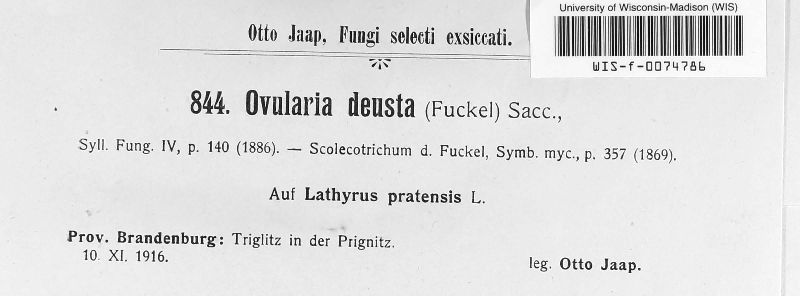 University of Wisconsin-Madison (WIS)
WIS-f-0074786
Otto Jaap, Fungi selecti exsiccati.
844. Ovularia deusta (Fuckel) Sacc.,
Syll. Fung. IV, p. 140 (1886). — Scolecotrichum d. Fuckel, Symb. myc., p. 357 (1869).
Auf Lathyrus pratensis L.
Prov. Brandenburg: Triglitz in der Prignitz.
10. XI. 1916.
leg. Otto Jaap.